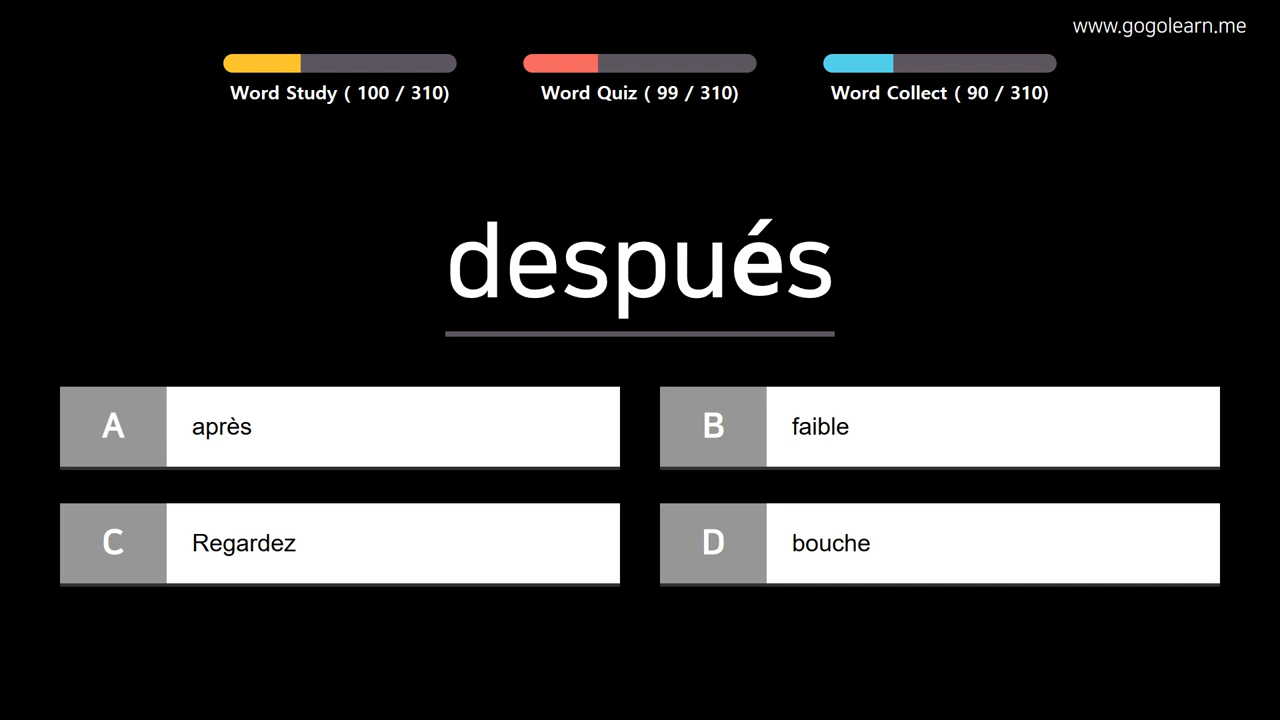 www.gogolearn.me
Word Study ( 100 / 310)
Word Quiz ( 99 / 310)
Word Collect ( 90 / 310)
después
A
après
B
faible
C
Regardez
D
bouche